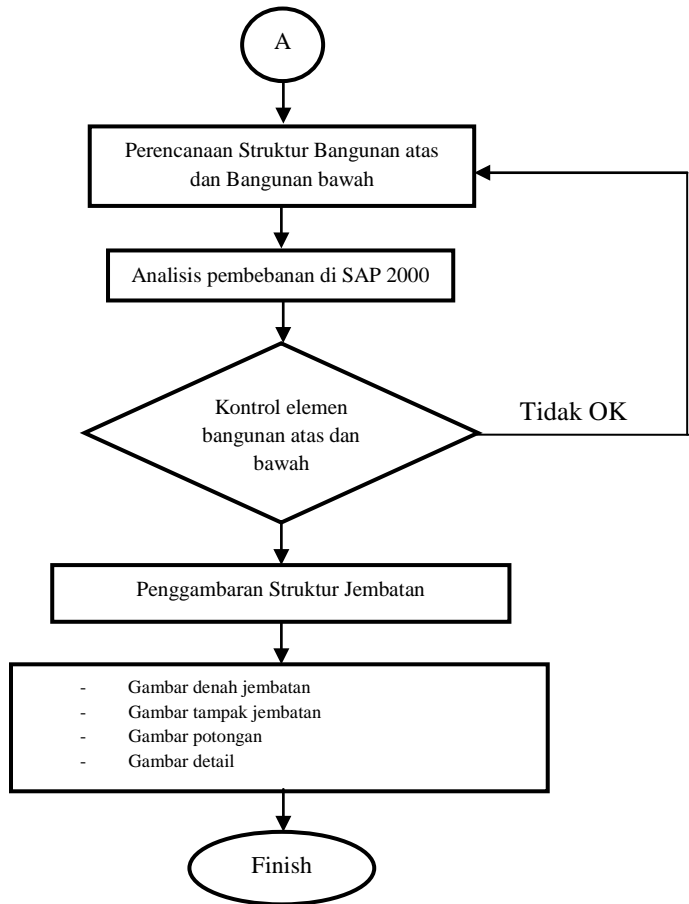 A
Perencanaan Struktur Bangunan atas
dan Bangunan bawah
Analisis pembebanan di SAP 2000
Kontrol elemen
bangunan atas dan
bawah
Tidak OK
Penggambaran Struktur Jembatan
- Gambar denah jembatan
- Gambar tampak jembatan
- Gambar potongan
- Gambar detail
Finish